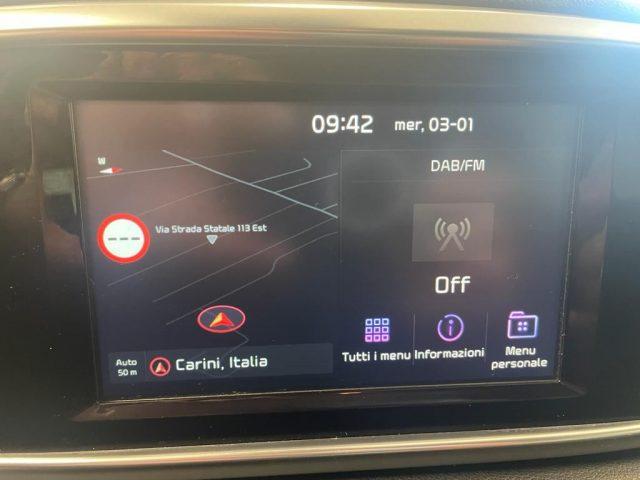 09:42 mer, 03-01
W
DAB/FM
---
Via Strada Statale 113 Est
Off
Auto
50 m
Carini, Italia
Tutti i menu
Informazioni
Menu
personale